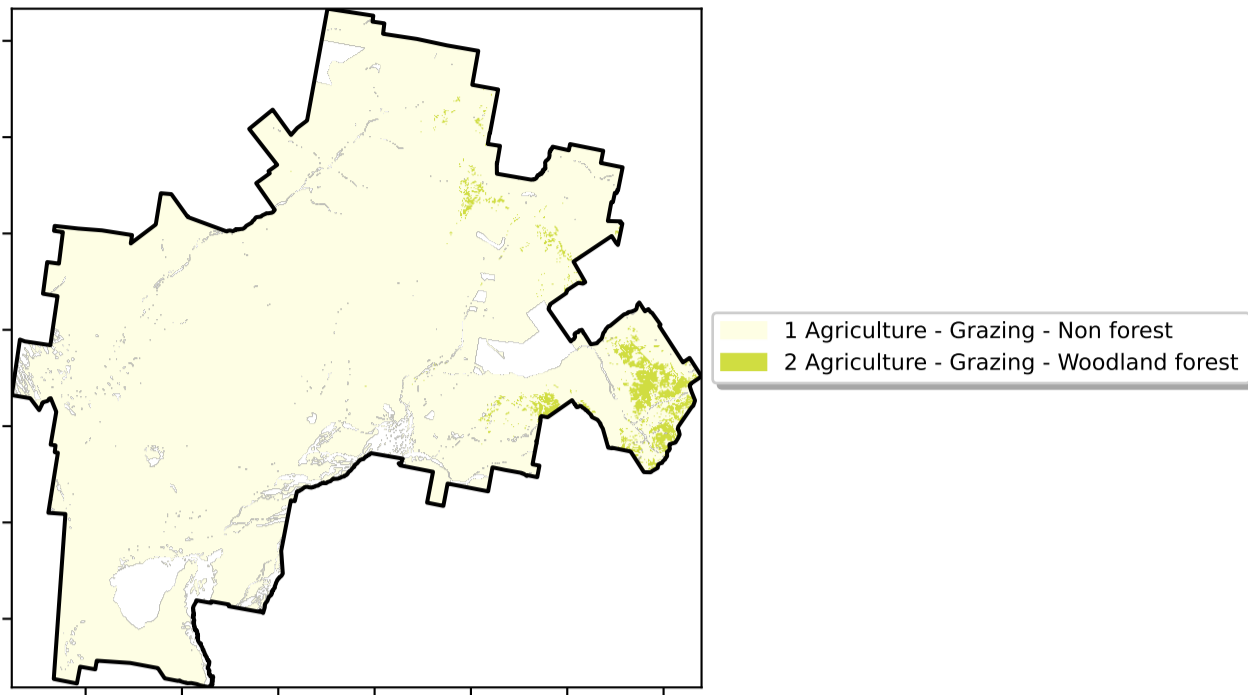 1 Agriculture - Grazing - Non forest
2 Agriculture - Grazing - Woodland forest